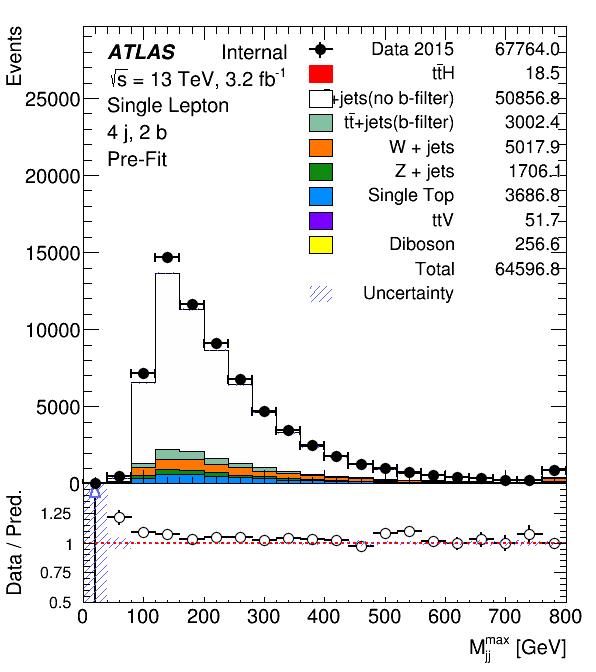 Events
ATLAS Internal
√s = 13 TeV, 3.2 fb⁻¹
Single Lepton
4 j, 2 b
Pre-Fit
Data 2015 67764.0
tt̄H 18.5
+jets(no b-filter) 50856.8
tt̄+jets(b-filter) 3002.4
W + jets 5017.9
Z + jets 1706.1
Single Top 3686.8
ttV 51.7
Diboson 256.6
Total 64596.8
Uncertainty
25000
20000
15000
10000
5000
0
Data / Pred.
1.25
1
0.75
0.5
0 100 200 300 400 500 600 700 800
M_jj^max [GeV]